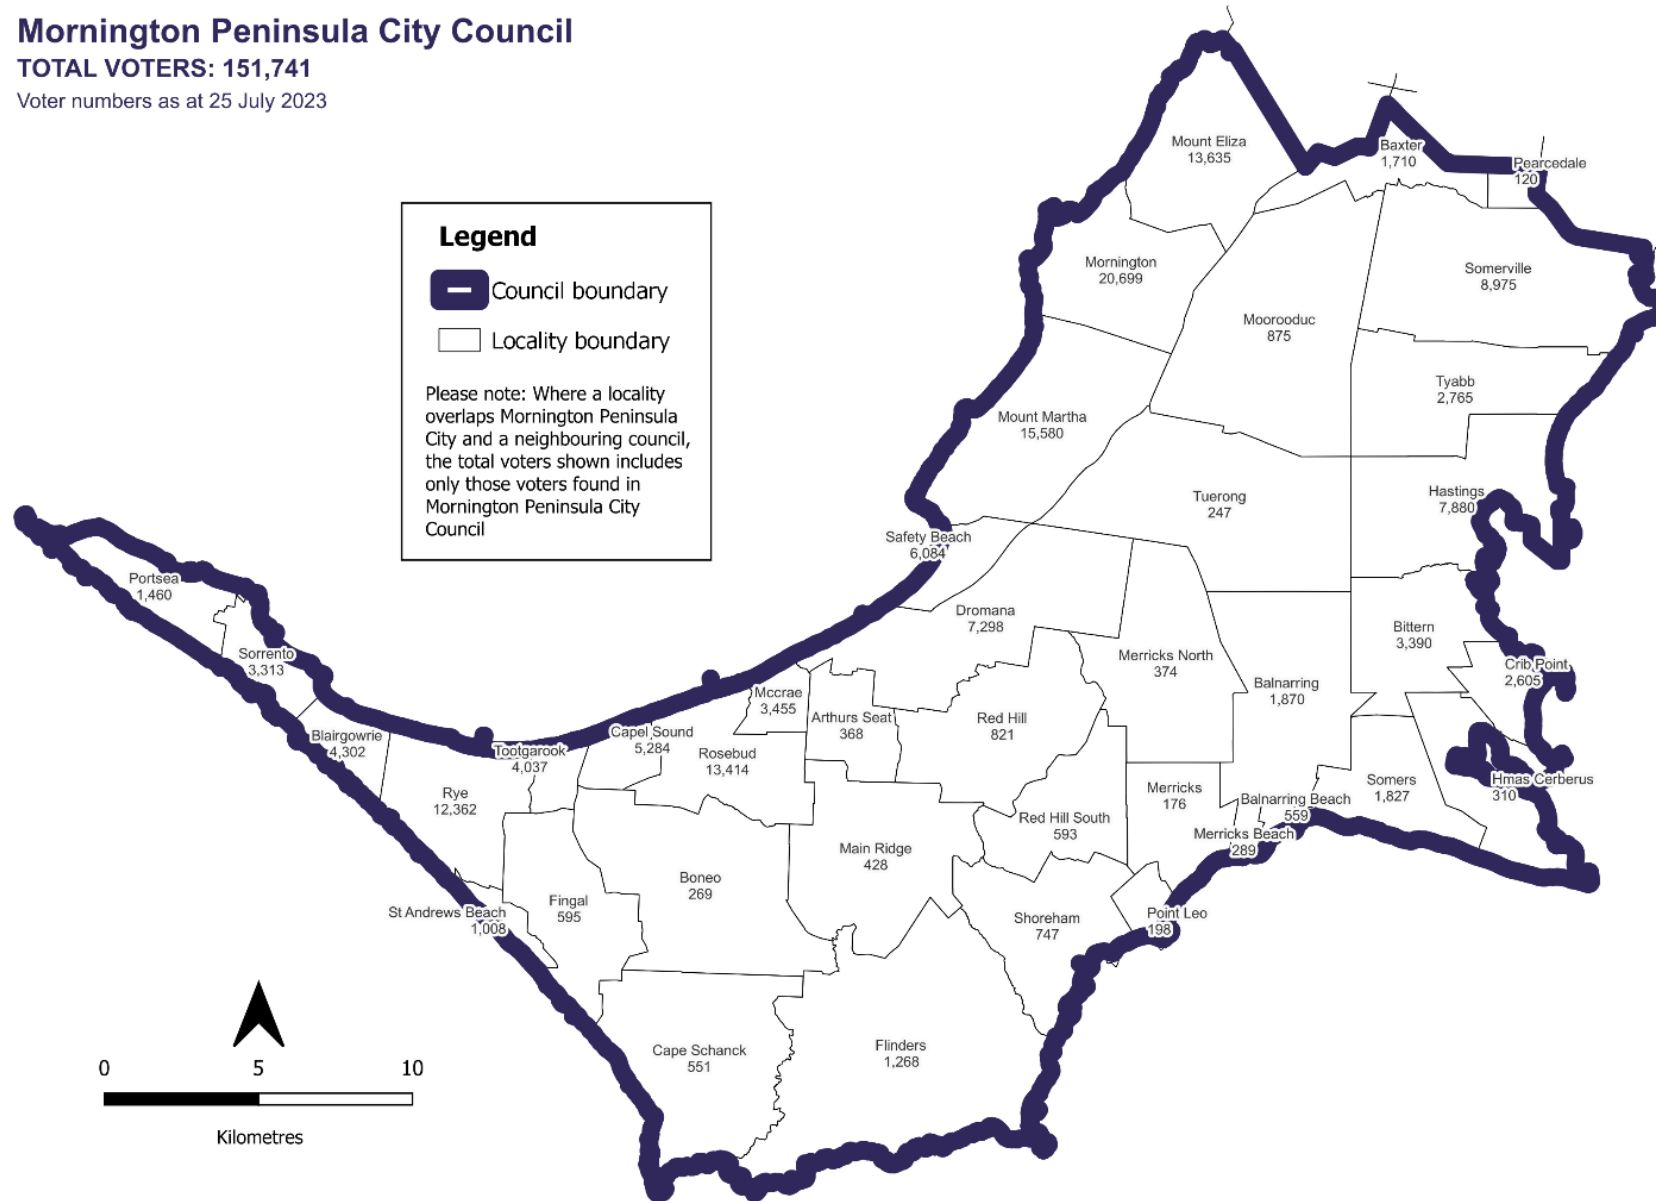 Mornington Peninsula City Council
TOTAL VOTERS: 151,741
Voter numbers as at 25 July 2023
Legend
Council boundary
Locality boundary
Please note: Where a locality
overlaps Mornington Peninsula
City and a neighbouring council,
the total voters shown includes
only those voters found in
Mornington Peninsula City
Council
Mount Eliza
13,635
Baxter
1,710
Pearcedale
120
Mornington
20,699
Somerville
8,975
Moorooduc
875
Tyabb
2,765
Mount Martha
15,580
Tuerong
247
Hastings
7,880
Safety Beach
6,084
Portsea
1,460
Sorrento
3,313
Dromana
7,298
Bittern
3,390
Merricks North
374
Crib Point
2,605
Balnarring
1,870
Mccrae
3,455
Arthurs Seat
368
Red Hill
821
Blairgowrie
4,302
Tootgarook
4,037
Capel Sound
5,284
Rosebud
13,414
Rye
12,362
Merricks
176
Balnarring Beach
559
Somers
1,827
Hmas Cerberus
310
Red Hill South
593
Merricks Beach
289
Main Ridge
428
Boneo
269
Fingal
595
St Andrews Beach
1,008
Shoreham
747
Point Leo
198
Cape Schanck
551
Flinders
1,268
0 5 10
Kilometres